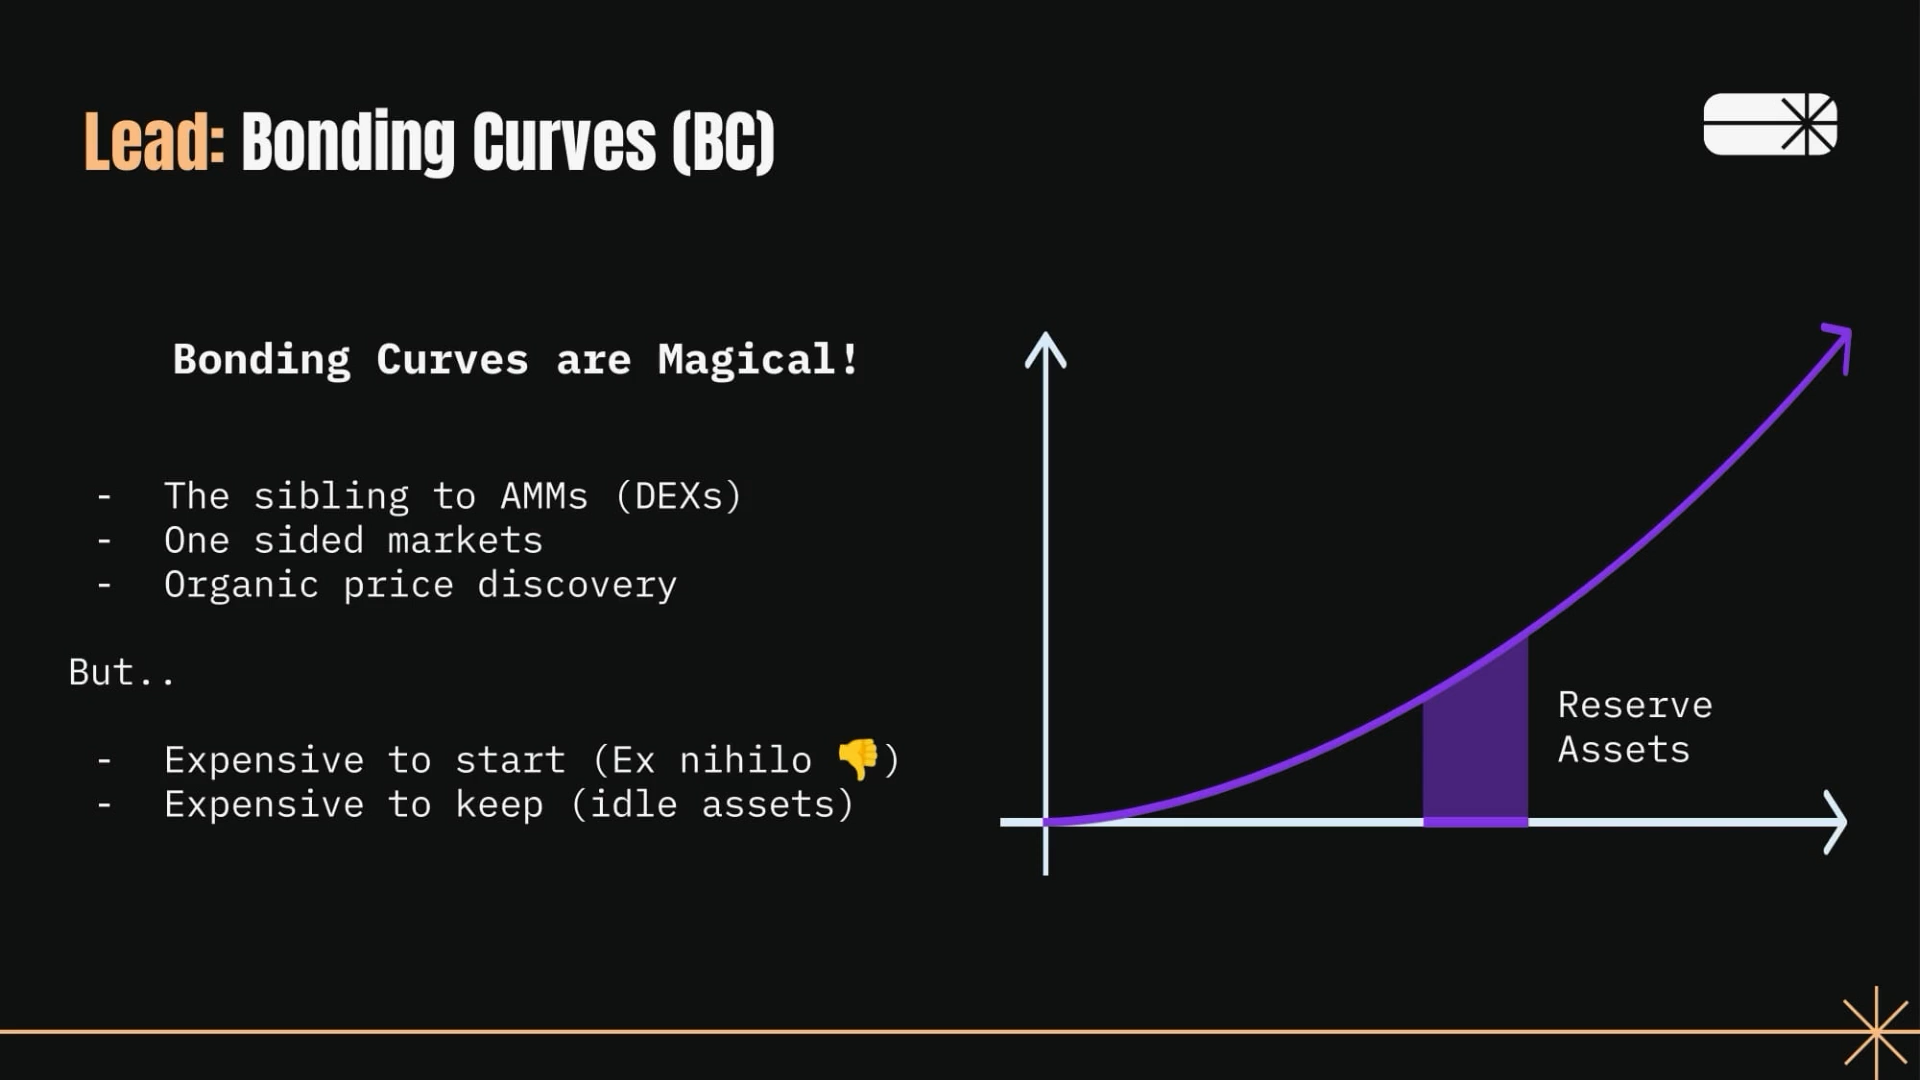 Lead: Bonding Curves (BC)
Bonding Curves are Magical!
- The sibling to AMMs (DEXs)
- One sided markets
- Organic price discovery
But..
- Expensive to start (Ex nihilo 👎)
- Expensive to keep (idle assets)
Reserve
Assets